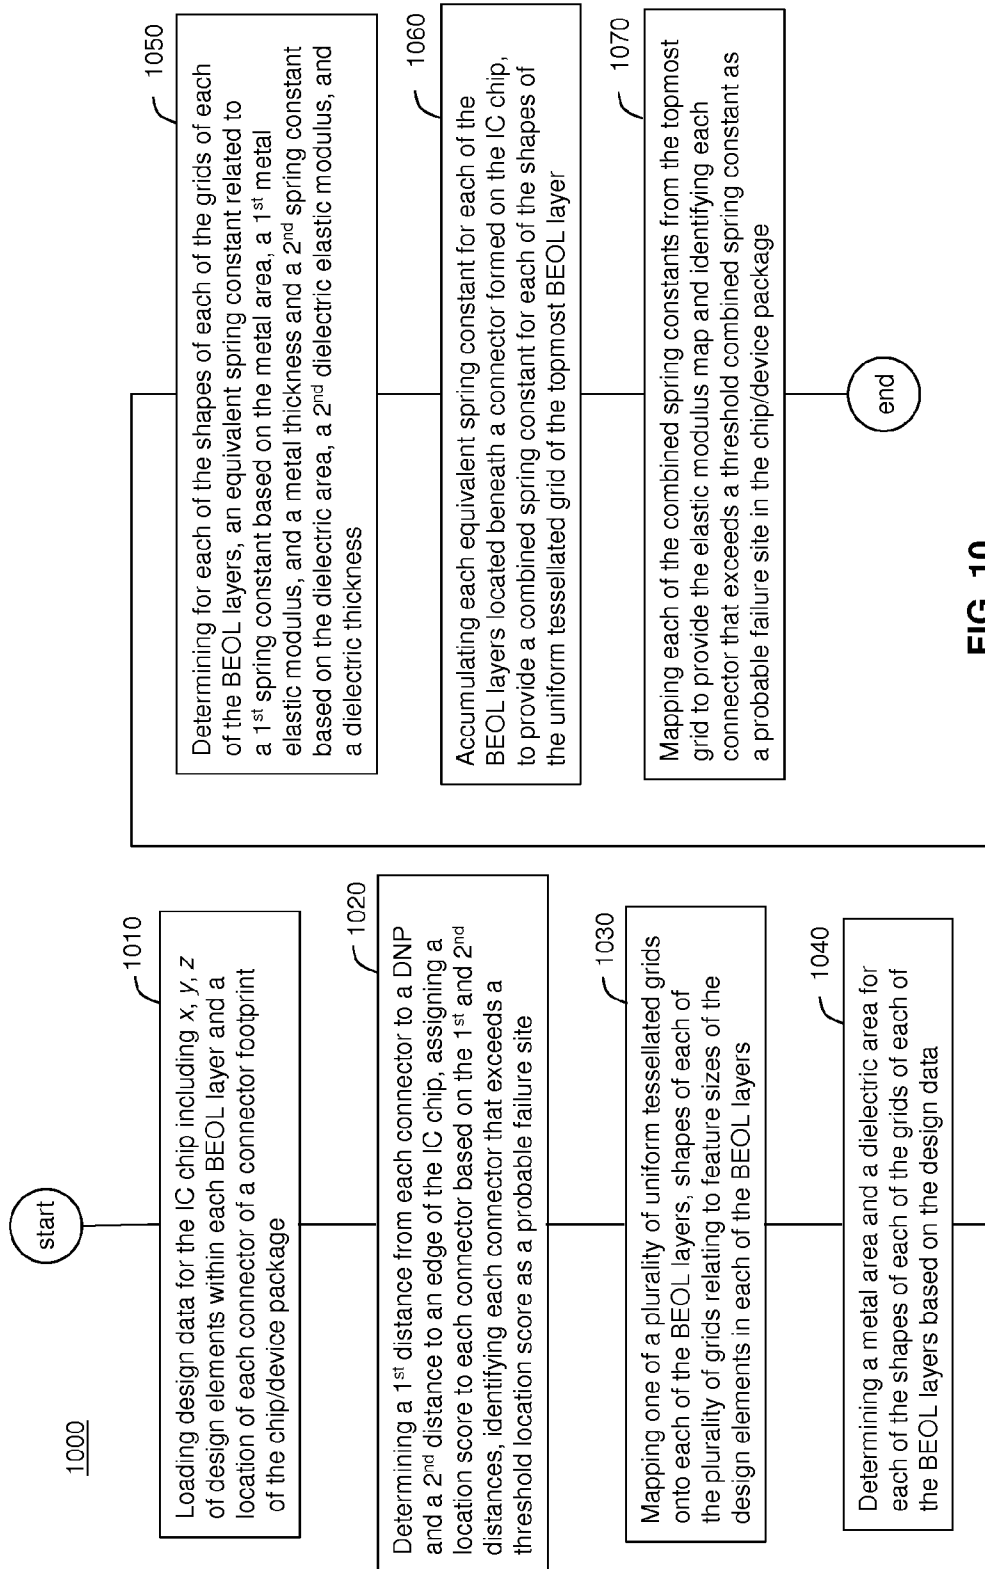 1000
start
1010
Loading design data for the IC chip including x, y, z
of design elements within each BEOL layer and a
location of each connector of a connector footprint
of the chip/device package
1020
Determining a 1st distance from each connector to a DNP
and a 2nd distance to an edge of the IC chip, assigning a
location score to each connector based on the 1st and 2nd
distances, identifying each connector that exceeds a
threshold location score as a probable failure site
1030
Mapping one of a plurality of uniform tessellated grids
onto each of the BEOL layers, shapes of each of
the plurality of grids relating to feature sizes of the
design elements in each of the BEOL layers
1040
Determining a metal area and a dielectric area for
each of the shapes of each of the grids of each of
the BEOL layers based on the design data
1050
Determining for each of the shapes of each of the grids of each
of the BEOL layers, an equivalent spring constant related to
a 1st spring constant based on the metal area, a 1st metal
elastic modulus, and a metal thickness and a 2nd spring constant
based on the dielectric area, a 2nd dielectric elastic modulus, and
a dielectric thickness
1060
Accumulating each equivalent spring constant for each of the
BEOL layers located beneath a connector formed on the IC chip,
to provide a combined spring constant for each of the shapes of
the uniform tessellated grid of the topmost BEOL layer
1070
Mapping each of the combined spring constants from the topmost
grid to provide the elastic modulus map and identifying each
connector that exceeds a threshold combined spring constant as
a probable failure site in the chip/device package
end
FIG. 10